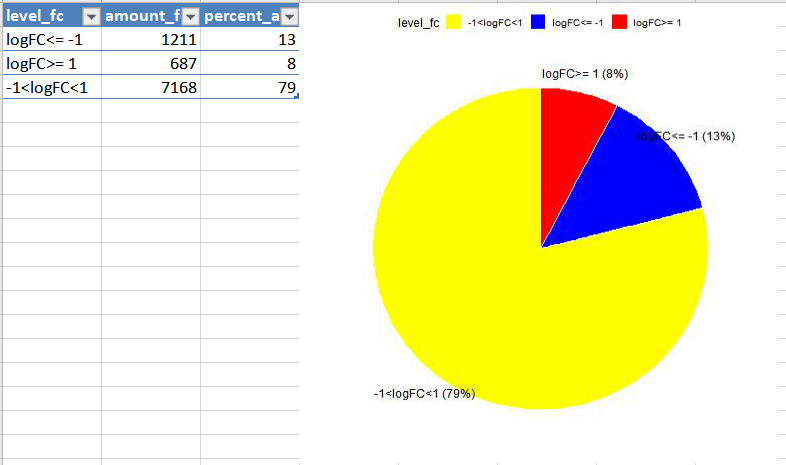 level_fc amount_f percent_a
logFC<= -1 1211 13
logFC>= 1 687 8
-1<logFC<1 7168 79
level_fc -1<logFC<1 logFC<= -1 logFC>= 1
logFC>= 1 (8%)
logFC<= -1 (13%)
-1<logFC<1 (79%)